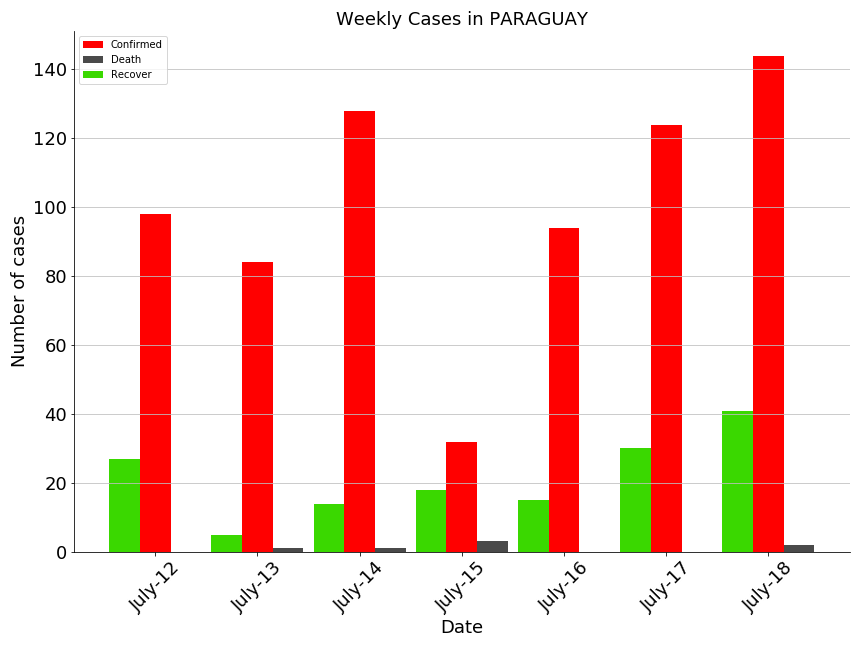 Weekly Cases in PARAGUAY
Confirmed
Death
Recover
140
120
100
80
60
40
20
0
Number of cases
July-12
July-13
July-14
July-15
July-16
July-17
July-18
Date